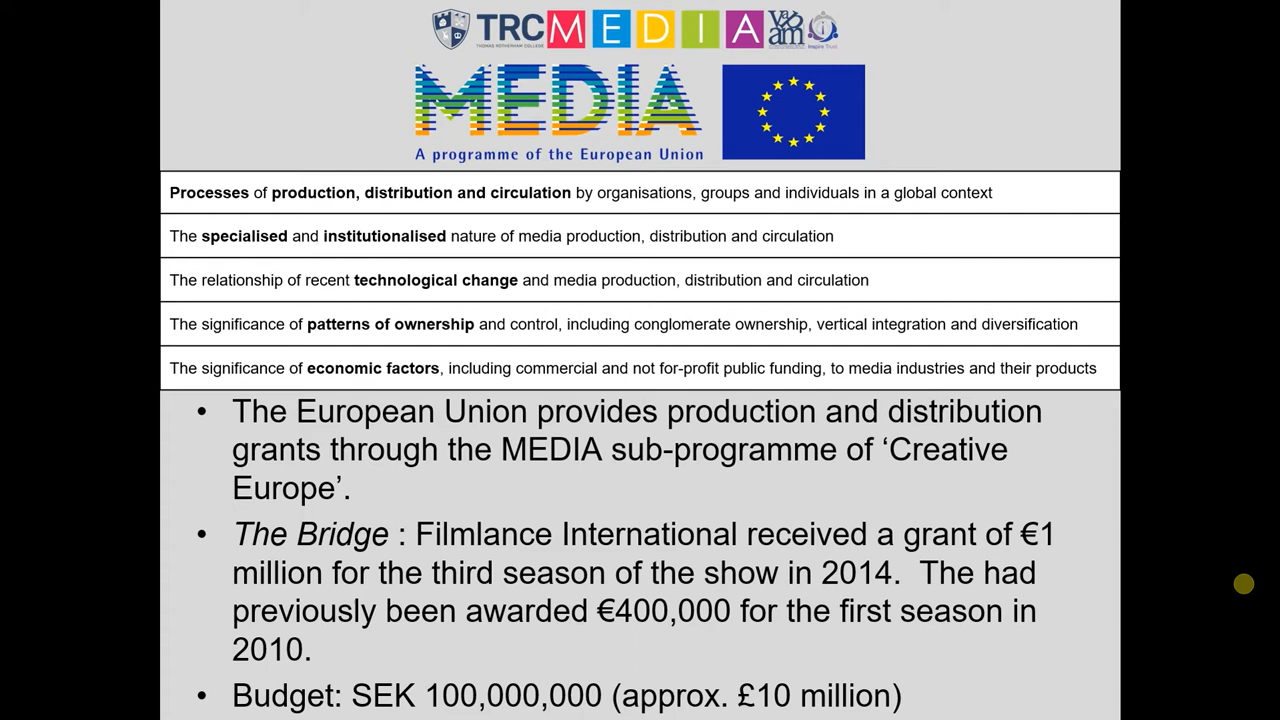 TRC MEDIA
THOMAS ROTHERHAM COLLEGE
Inspire Trust
MEDIA
A programme of the European Union
Processes of production, distribution and circulation by organisations, groups and individuals in a global context
The specialised and institutionalised nature of media production, distribution and circulation
The relationship of recent technological change and media production, distribution and circulation
The significance of patterns of ownership and control, including conglomerate ownership, vertical integration and diversification
The significance of economic factors, including commercial and not for-profit public funding, to media industries and their products
• The European Union provides production and distribution
grants through the MEDIA sub-programme of ‘Creative
Europe’.
• The Bridge : Filmlance International received a grant of €1
million for the third season of the show in 2014.  The had
previously been awarded €400,000 for the first season in
2010.
• Budget: SEK 100,000,000 (approx. £10 million)